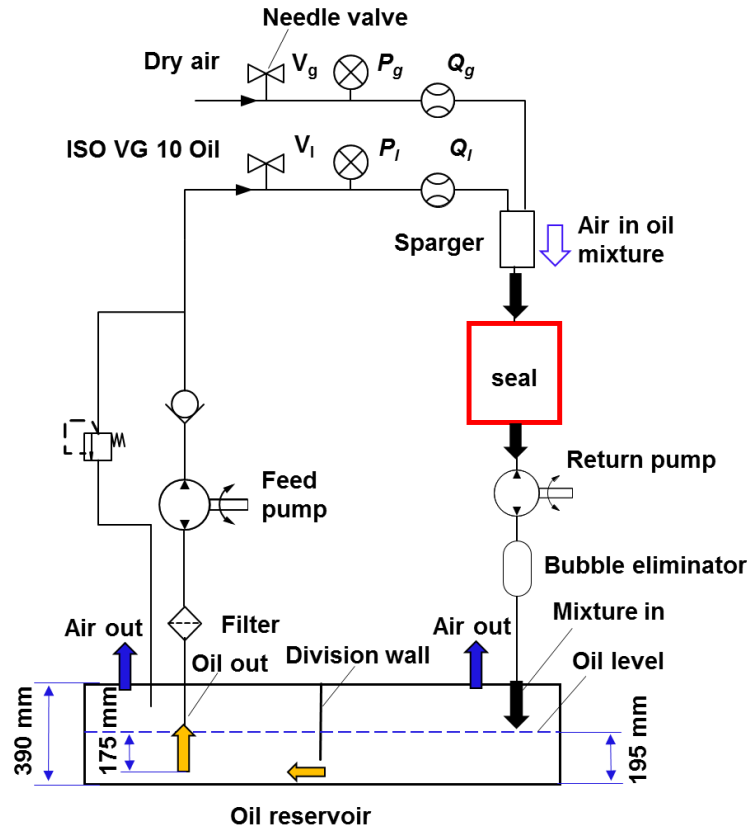 Needle valve
Dry air
Vg
Pg
Qg
ISO VG 10 Oil
Vl
Pl
Ql
Sparger
Air in oil
mixture
seal
Feed
pump
Return pump
Bubble eliminator
Filter
Air out
Air out
Mixture in
Oil out
Division wall
Oil level
390 mm
175 mm
195 mm
Oil reservoir